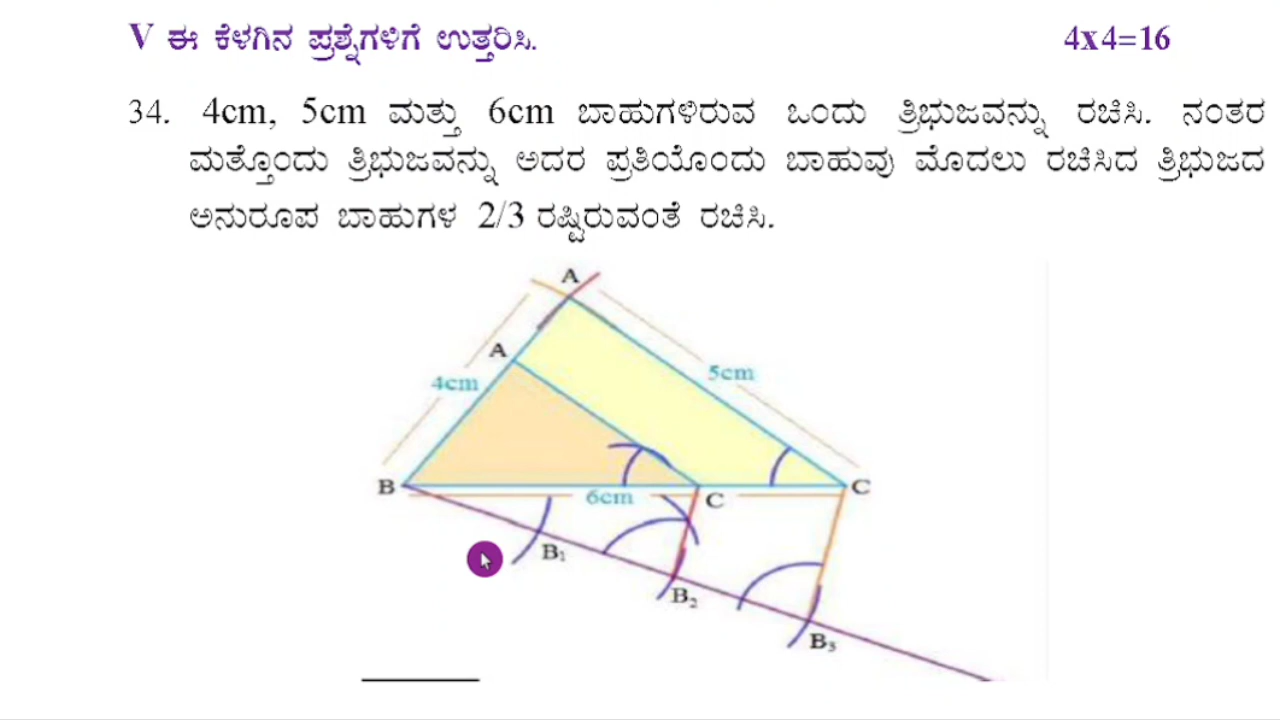 V ಈ ಕೆಳಗಿನ ಪ್ರಶ್ನೆಗಳಿಗೆ ಉತ್ತರಿಸಿ. 4x4=16
34. 4cm, 5cm ಮತ್ತು 6cm ಬಾಹುಗಳಿರುವ ಒಂದು ತ್ರಿಭುಜವನ್ನು ರಚಿಸಿ. ನಂತರ
ಮತ್ತೊಂದು ತ್ರಿಭುಜವನ್ನು ಅದರ ಪ್ರತಿಯೊಂದು ಬಾಹುವು ಮೊದಲು ರಚಿಸಿದ ತ್ರಿಭುಜದ
ಅನುರೂಪ ಬಾಹುಗಳ 2/3 ರಷ್ಟಿರುವಂತೆ ರಚಿಸಿ.
A
A
4cm
5cm
B
6cm
C
C
B₁
B₂
B₃